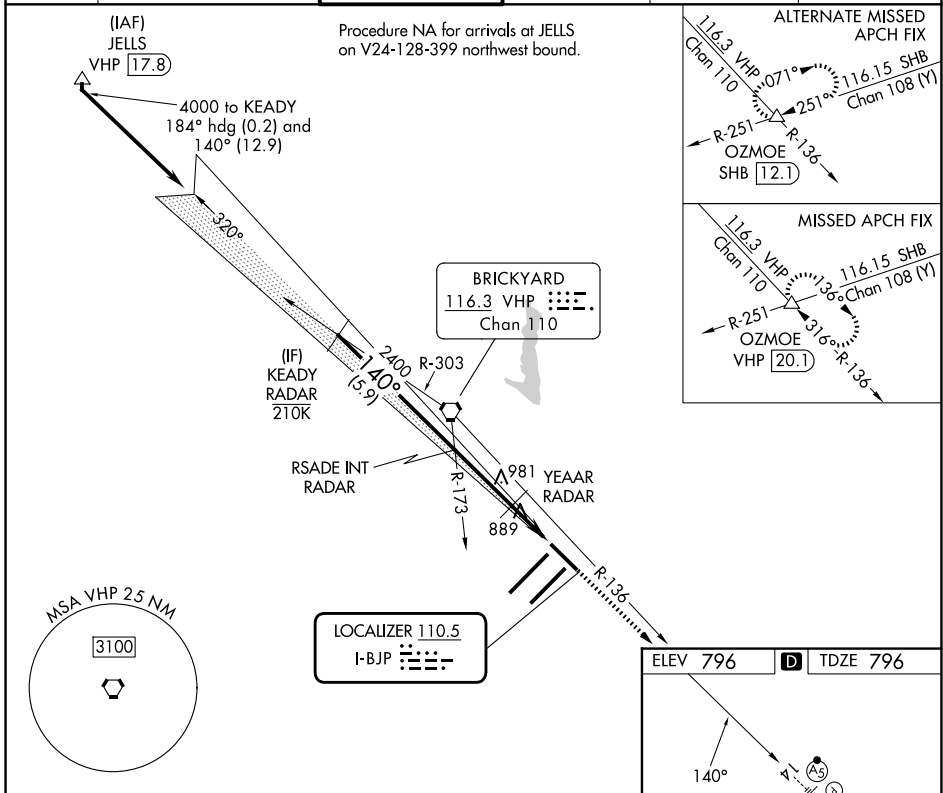 (IAF)
JELLS
VHP 17.8
4000 to KEADY
184° hdg (0.2) and
140° (12.9)
Procedure NA for arrivals at JELLS
on V24-128-399 northwest bound.
ALTERNATE MISSED
APCH FIX
116.3 VHP
Chan 110
071°
251°
116.15 SHB
Chan 108 (Y)
R-251
R-136
OZMOE
SHB 12.1
MISSED APCH FIX
116.3 VHP
Chan 110
136°
316°
116.15 SHB
Chan 108 (Y)
R-251
R-136
OZMOE
VHP 20.1
320°
BRICKYARD
116.3 VHP
Chan 110
(IF)
KEADY
RADAR
210K
2400
140°
(5.9)
R-303
RSADE INT
RADAR
R-173
981
YEAAR
RADAR
889
R-136
LOCALIZER 110.5
I-BJP
MSA VHP 25 NM
3100
ELEV 796
D
TDZE 796
140°
A5